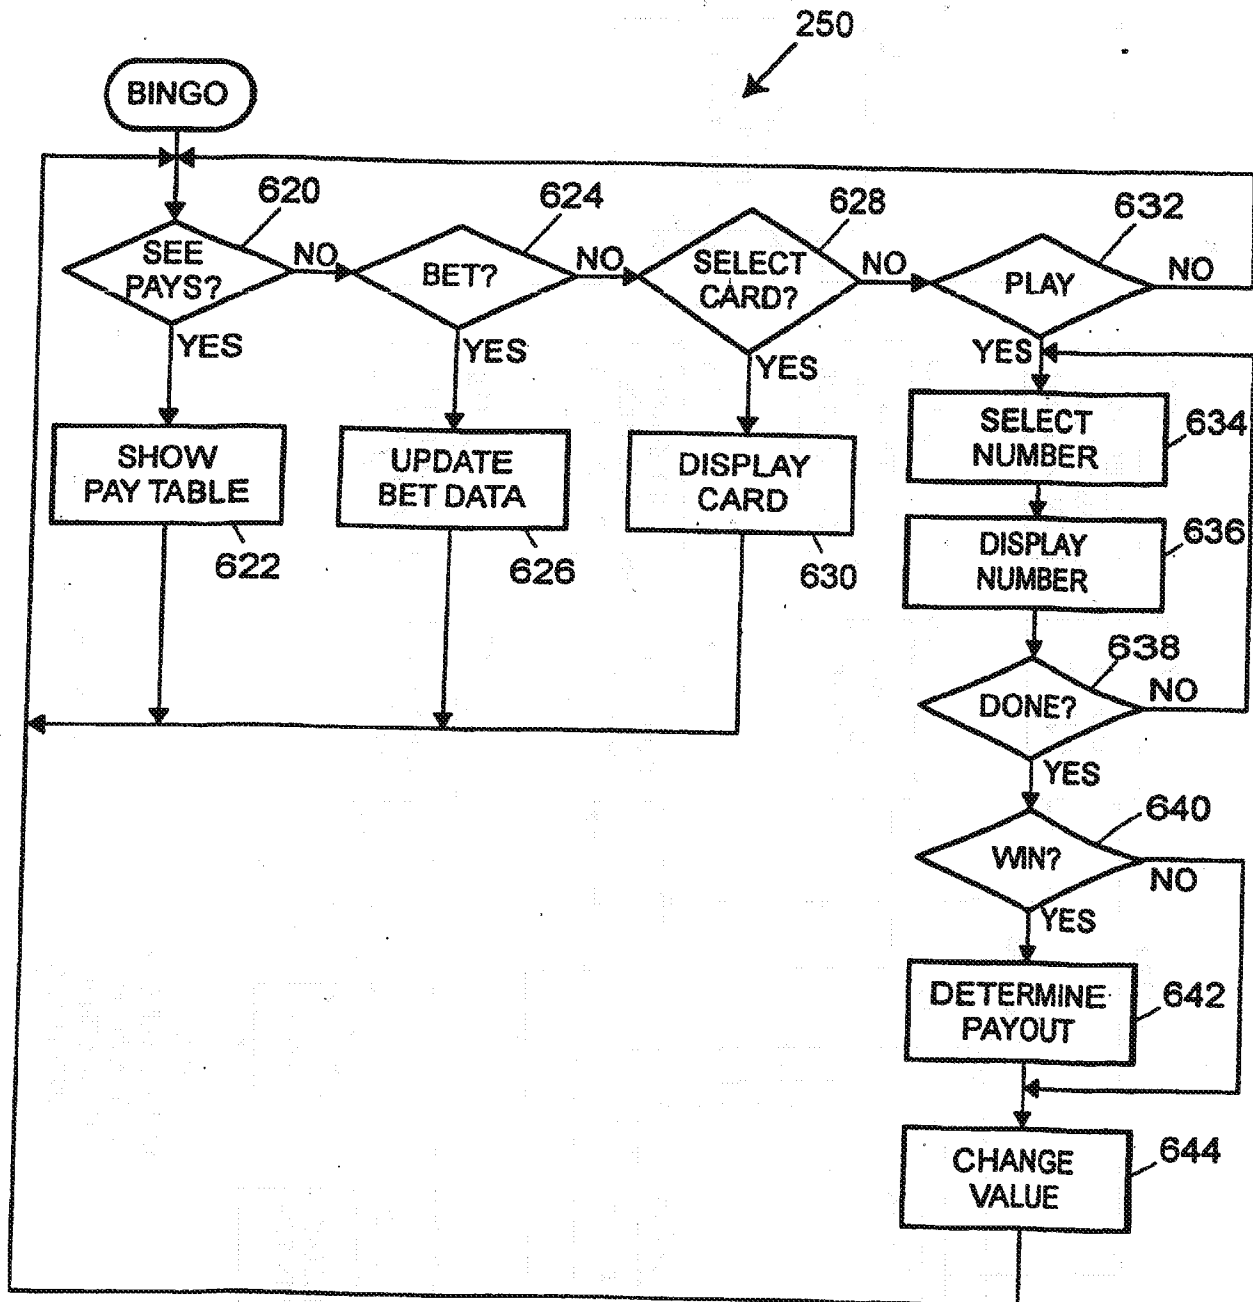 250
BINGO
620
624
628
632
SEE
PAYS?
NO
BET?
NO
SELECT
CARD?
NO
PLAY
NO
YES
YES
YES
YES
SHOW
PAY TABLE
622
UPDATE
BET DATA
626
DISPLAY
CARD
630
SELECT
NUMBER
634
DISPLAY
NUMBER
636
638
DONE?
NO
YES
640
WIN?
NO
YES
DETERMINE
PAYOUT
642
CHANGE
VALUE
644